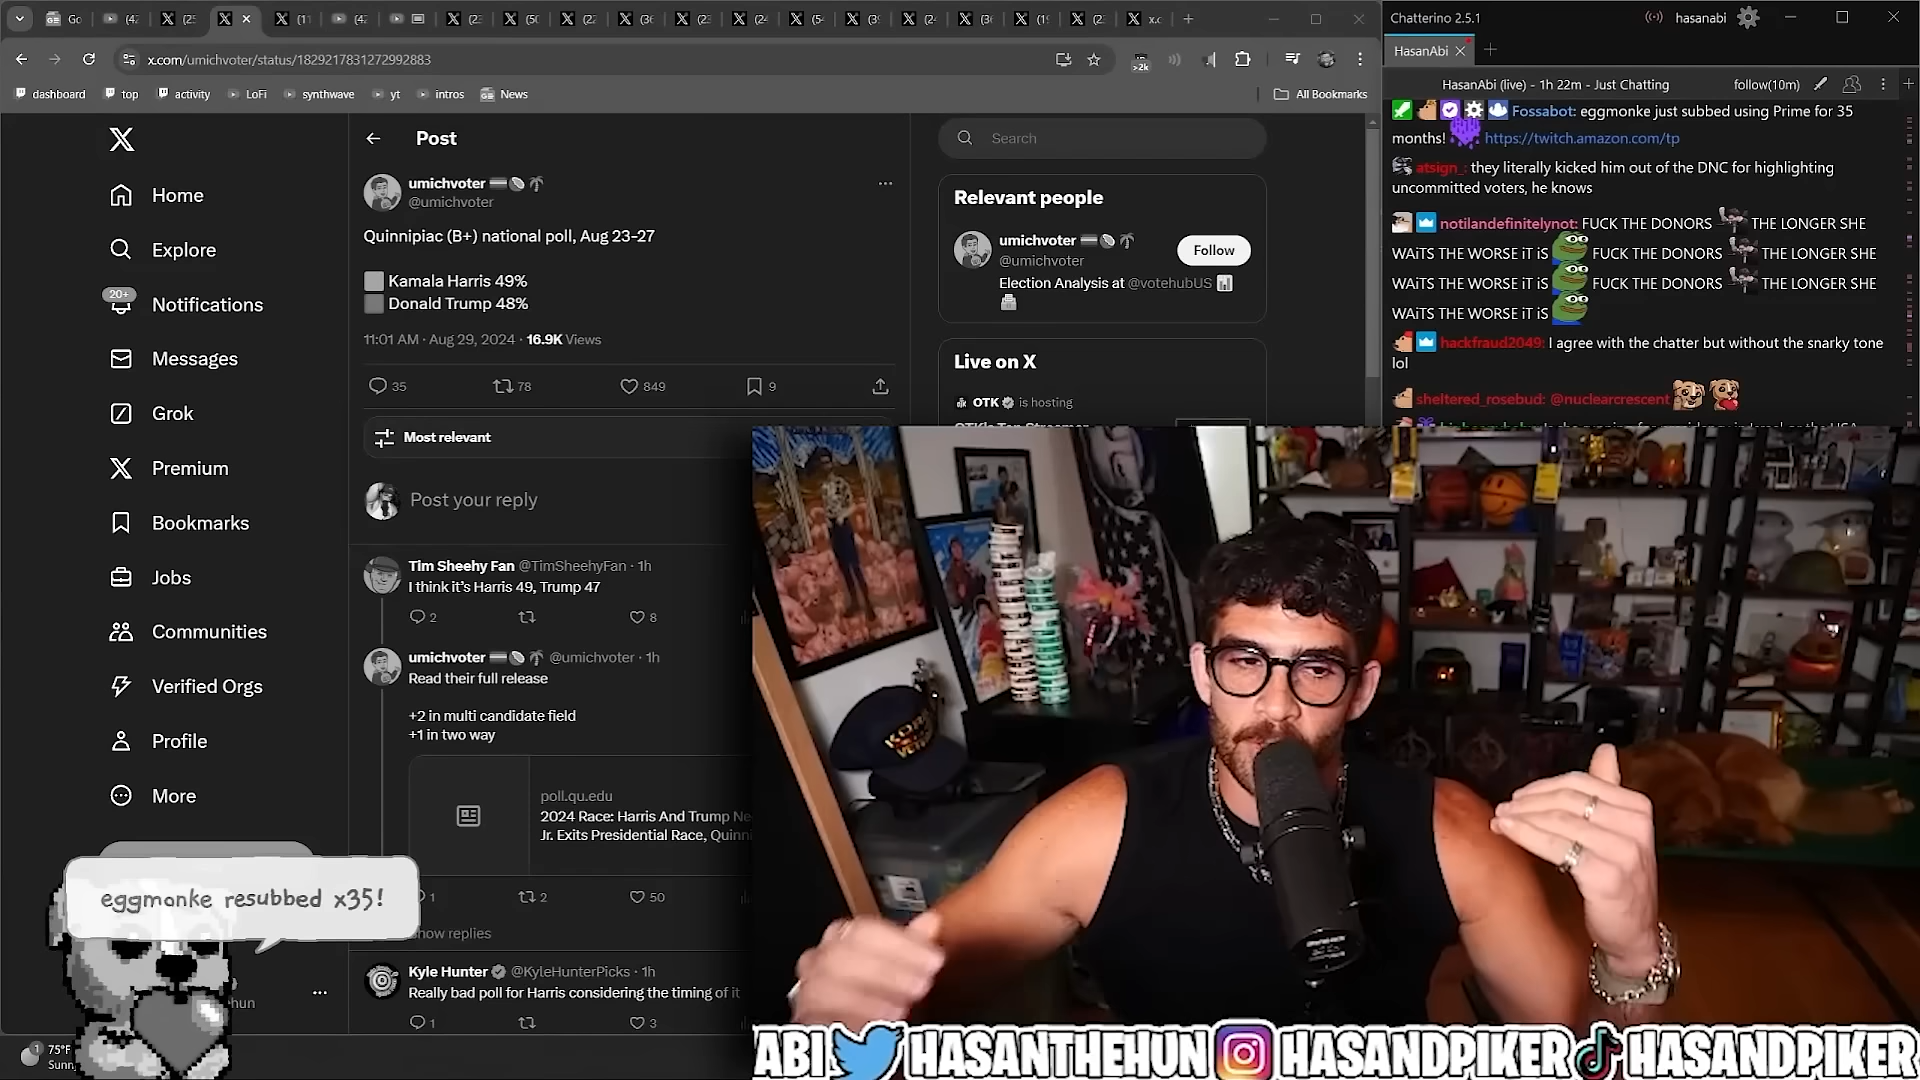 x.com/umichvoter/status/1829217831272992883
dashboard
top
activity
LoFi
synthwave
yt
intros
News
All Bookmarks
20+
Home
Explore
Notifications
Messages
Grok
Premium
Bookmarks
Jobs
Communities
Verified Orgs
Profile
More
Post
umichvoter
@umichvoter
Quinnipiac (B+) national poll, Aug 23-27
Kamala Harris 49%
Donald Trump 48%
11:01 AM · Aug 29, 2024 · 16.9K Views
35
78
849
9
Most relevant
Post your reply
Tim Sheehy Fan @TimSheehyFan · 1h
I think it's Harris 49, Trump 47
2
8
umichvoter @umichvoter · 1h
Read their full release
+2 in multi candidate field
+1 in two way
poll.qu.edu
2024 Race: Harris And Trump Ne
Jr. Exits Presidential Race, Quinni
1
2
50
how replies
Kyle Hunter @KyleHunterPicks · 1h
Really bad poll for Harris considering the timing of it
1
3
Search
Relevant people
umichvoter
@umichvoter
Follow
Election Analysis at @votehubUS
Live on X
OTK is hosting
Chatterino 2.5.1
hasanabi
HasanAbi
HasanAbi (live) - 1h 22m - Just Chatting
follow(10m)
Fossabot: eggmonke just subbed using Prime for 35
months! https://twitch.amazon.com/tp
atsign_: they literally kicked him out of the DNC for highlighting
uncommitted voters, he knows
notilandefinitelynot: FUCK THE DONORS THE LONGER SHE
WAiTS THE WORSE iT iS FUCK THE DONORS THE LONGER SHE
WAiTS THE WORSE iT iS FUCK THE DONORS THE LONGER SHE
WAiTS THE WORSE iT iS
hackfraud2049: I agree with the chatter but without the snarky tone
lol
sheltered_rosebud: @nuclearcrescent
eggmonke resubbed x35!
hun
1
75°F
Sunn
ABI HASANTHEHUN HASANDPIKER HASANDPIKER